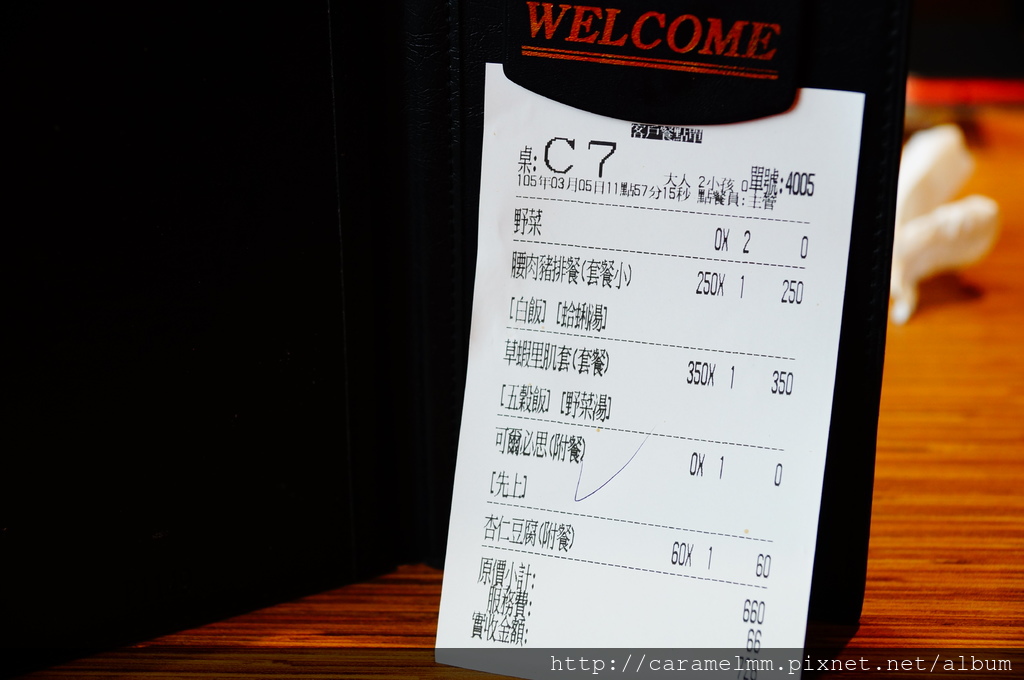 WELCOME
客戶餐點單
桌:C7 單號:4005
大人 2小孩 0
105年03月05日11點57分15秒 點餐員:主管
野菜 0X 2 0
腰肉豬排餐(套餐小) 250X 1 250
[白飯] [蛤蜊湯]
草蝦里肌套(套餐) 350X 1 350
[五穀飯] [野菜湯]
可爾必思(附餐) 0X 1 0
[先上]
杏仁豆腐(附餐) 60X 1 60
原價小計: 660
服務費: 66
實收金額:
http://caramelmm.pixnet.net/album